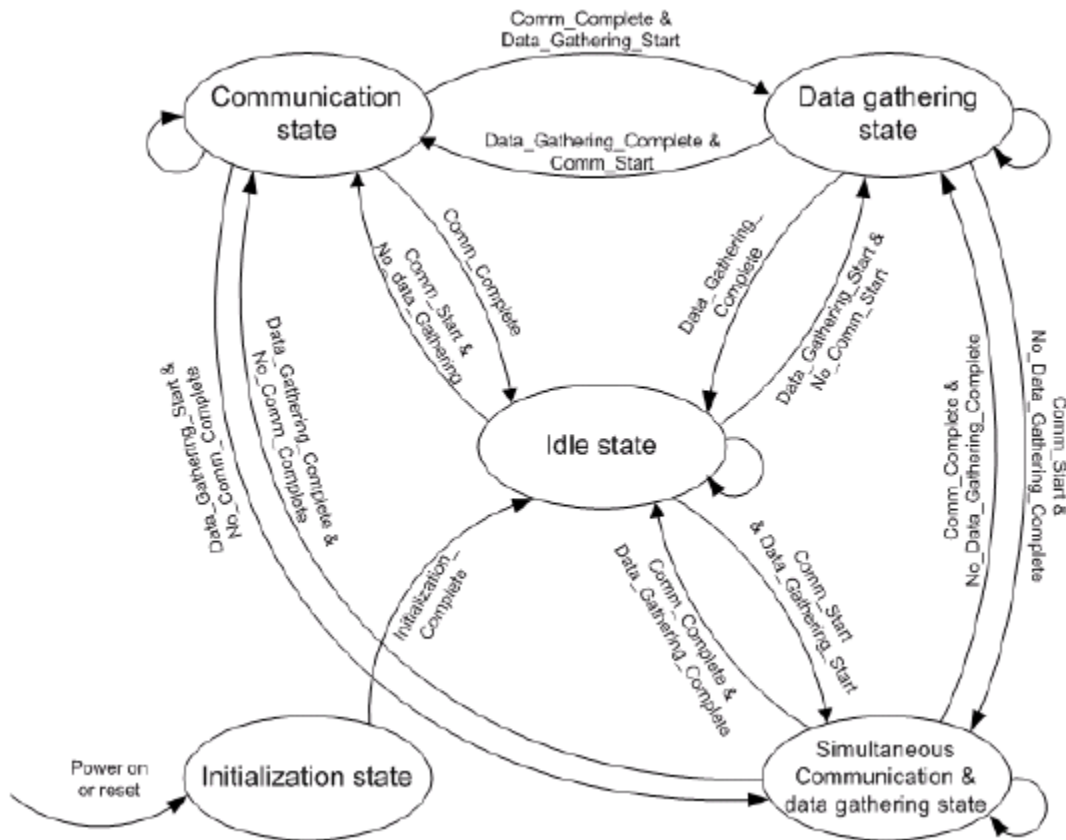 Comm_Complete &
Data_Gathering_Start
Communication
state
Data gathering
state
Data_Gathering_Complete &
Comm_Start
Comm_Complete
Comm_Start &
No_data_Gathering
Data_Gathering_
Complete
Data_Gathering_Start &
No_Comm_Start
Data_Gathering_Start &
No_Comm_Complete
Data_Gathering_Complete &
No_Comm_Complete
Idle state
Comm_Complete &
No_Data_Gathering_Complete
Comm_Start &
No_Data_Gathering_Complete
Initialization_
Complete
Comm_Complete &
Data_Gathering_Complete
Comm_Start
& Data_Gathering_Start
Power on
or reset
Initialization state
Simultaneous
Communication &
data gathering state